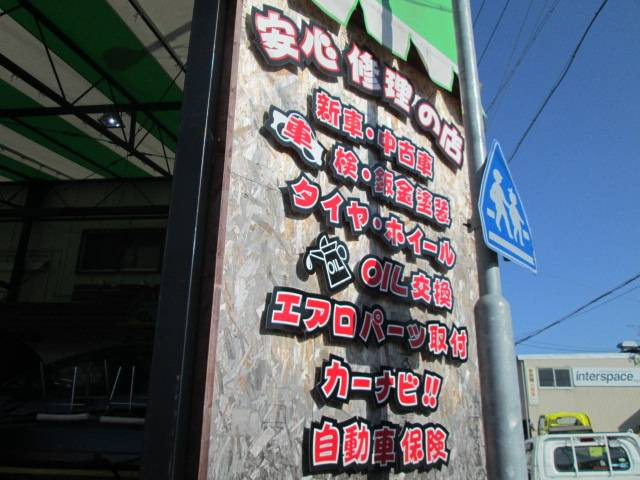 安心修理の店
新車・中古車
車検・鈑金塗装
タイヤ・ホイール
OIL OIL交換
エアロパーツ取付
カーナビ!!
自動車保険
interspace